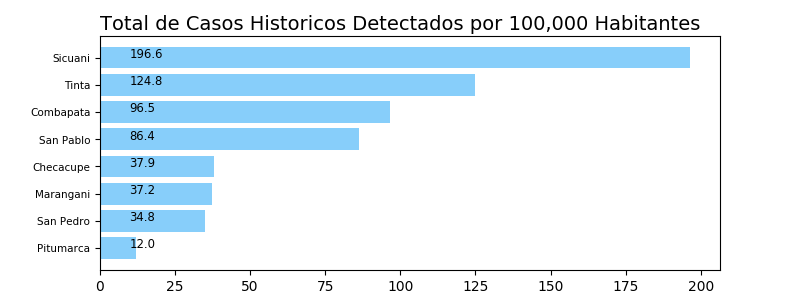 Total de Casos Historicos Detectados por 100,000 Habitantes
Sicuani 196.6
Tinta 124.8
Combapata 96.5
San Pablo 86.4
Checacupe 37.9
Marangani 37.2
San Pedro 34.8
Pitumarca 12.0
0 25 50 75 100 125 150 175 200